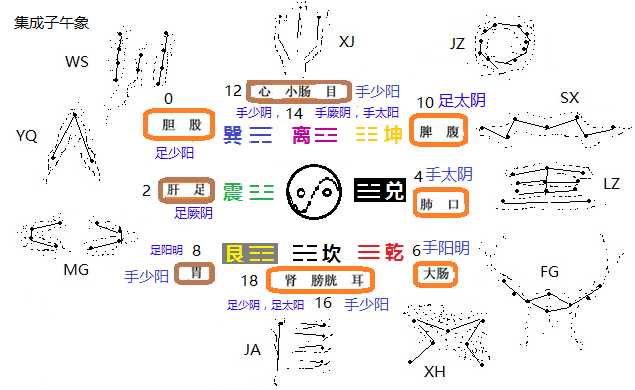 集成子午象
XJ
JZ
WS
0
12
心 小肠 目
手少阳
SX
10 足太阴
手少阴，14 手厥阴，手太阳
胆 股
脾 腹
YQ
巽
离
坤
足少阳
4 手太阴
2
肝 足
震
兑
肺 口
LZ
足厥阴
足阳明 8
6 手阳明
艮
坎
乾
手少阳
胃
大肠
MG
18
肾 膀胱 耳
FG
足少阴，足太阳 16 手少阳
JA
XH